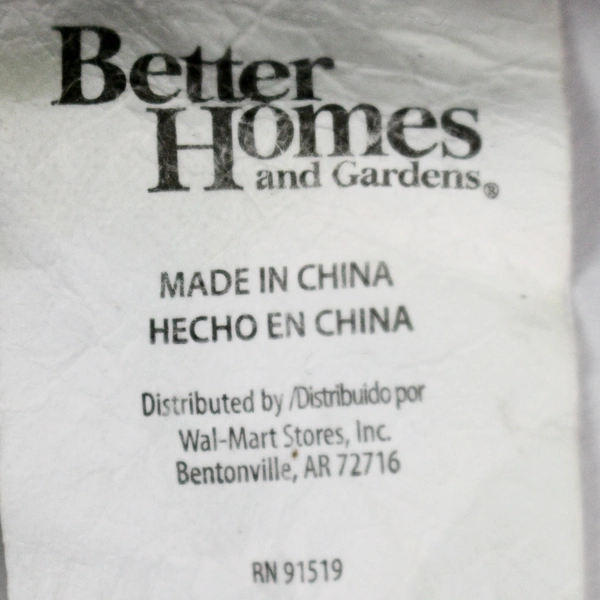 Better
Homes
and Gardens®
MADE IN CHINA
HECHO EN CHINA
Distributed by /Distribuido por
Wal-Mart Stores, Inc.
Bentonville, AR 72716
RN 91519